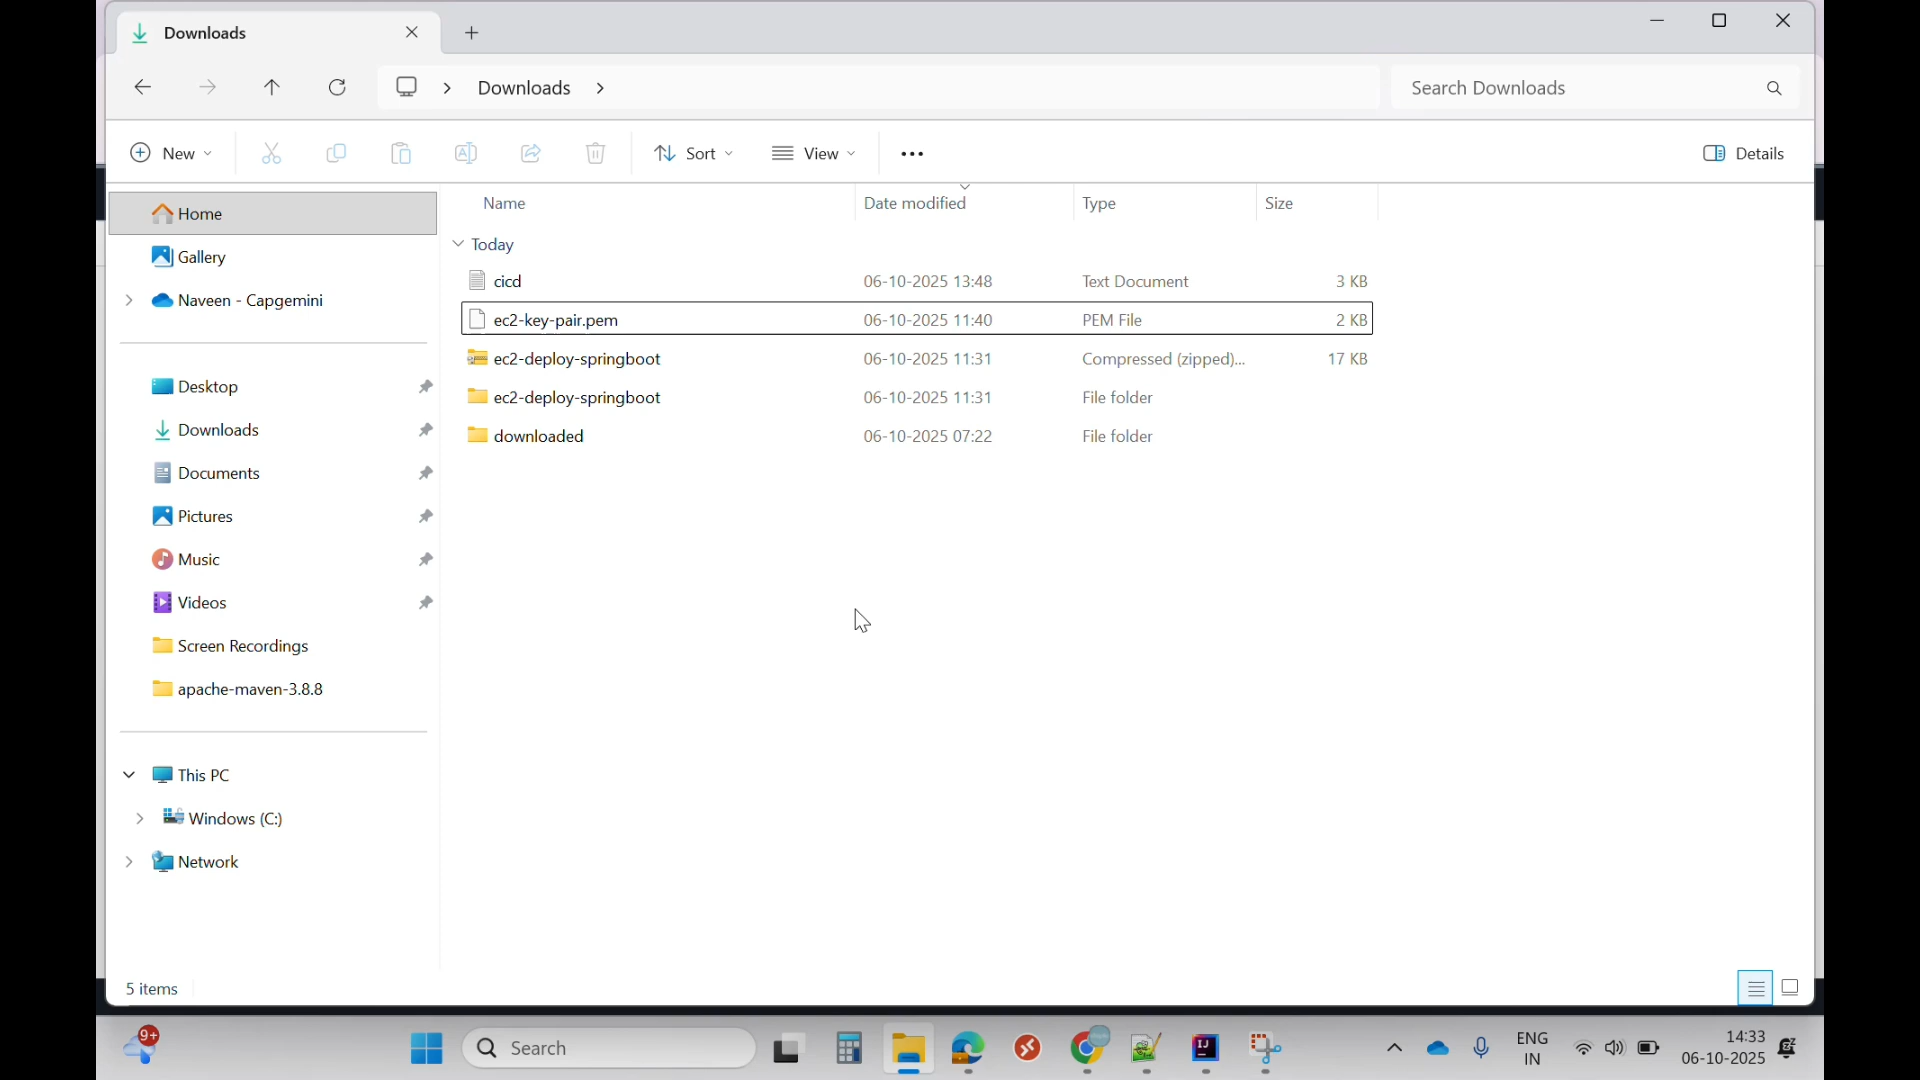 Downloads
Downloads
Search Downloads
New
Sort
View
Details
Home
Gallery
Naveen - Capgemini
Desktop
Downloads
Documents
Pictures
Music
Videos
Screen Recordings
apache-maven-3.8.8
This PC
Windows (C:)
Network
Name Date modified Type Size
Today
cicd 06-10-2025 13:48 Text Document 3 KB
ec2-key-pair.pem 06-10-2025 11:40 PEM File 2 KB
ec2-deploy-springboot 06-10-2025 11:31 Compressed (zipped)... 17 KB
ec2-deploy-springboot 06-10-2025 11:31 File folder
downloaded 06-10-2025 07:22 File folder
5 items
9+
Search
IJ
ENG
IN
14:33
06-10-2025